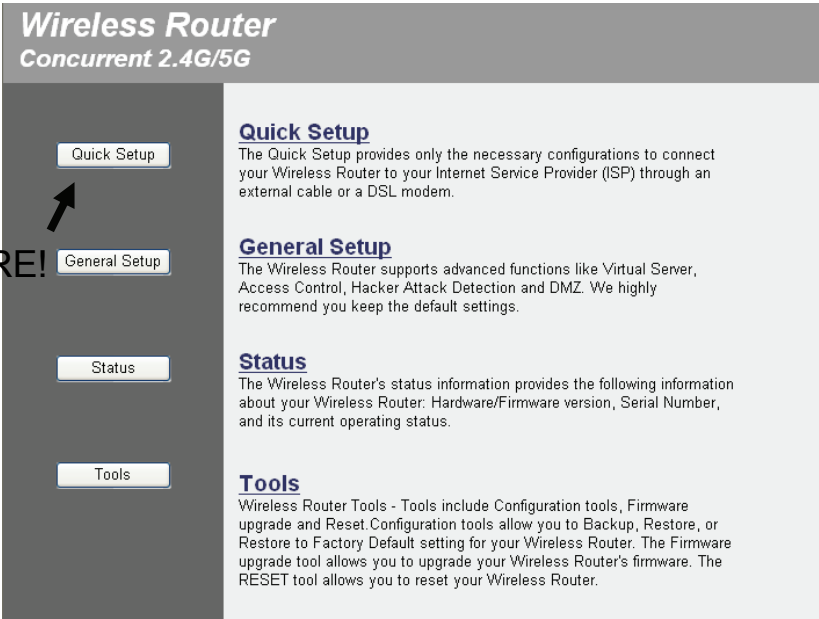 Wireless Router
Concurrent 2.4G/5G
Quick Setup
Quick Setup
The Quick Setup provides only the necessary configurations to connect
your Wireless Router to your Internet Service Provider (ISP) through an
external cable or a DSL modem.
RE!
General Setup
General Setup
The Wireless Router supports advanced functions like Virtual Server,
Access Control, Hacker Attack Detection and DMZ. We highly
recommend you keep the default settings.
Status
Status
The Wireless Router's status information provides the following information
about your Wireless Router: Hardware/Firmware version, Serial Number,
and its current operating status.
Tools
Tools
Wireless Router Tools - Tools include Configuration tools, Firmware
upgrade and Reset.Configuration tools allow you to Backup, Restore, or
Restore to Factory Default setting for your Wireless Router. The Firmware
upgrade tool allows you to upgrade your Wireless Router's firmware. The
RESET tool allows you to reset your Wireless Router.